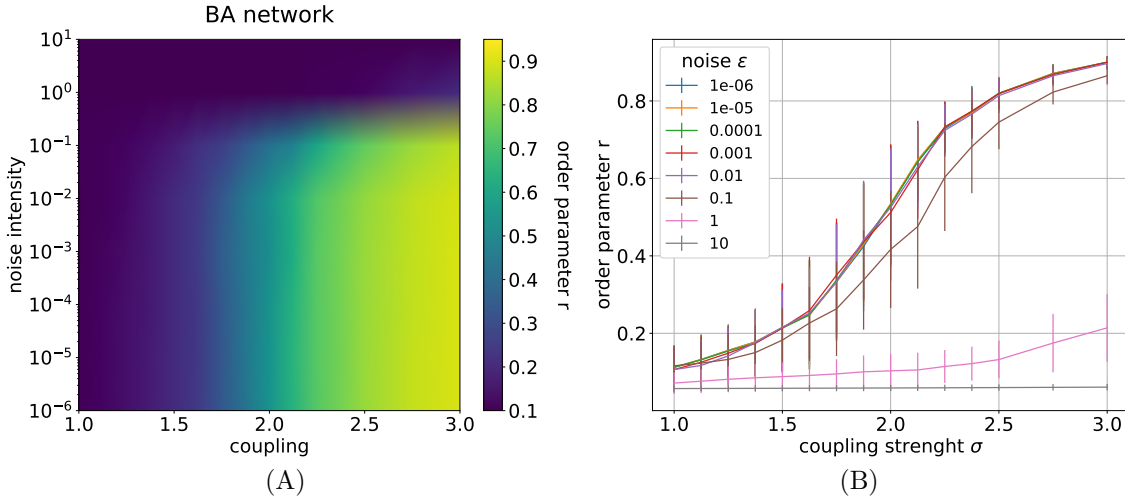 BA network
10^1
10^0
10^-1
10^-2
10^-3
10^-4
10^-5
10^-6
noise intensity
1.0 1.5 2.0 2.5 3.0
coupling
0.9
0.8
0.7
0.6
0.5
0.4
0.3
0.2
0.1
order parameter r
(A)
noise ε
1e-06
1e-05
0.0001
0.001
0.01
0.1
1
10
0.8
0.6
0.4
0.2
order parameter r
1.0 1.5 2.0 2.5 3.0
coupling strenght σ
(B)